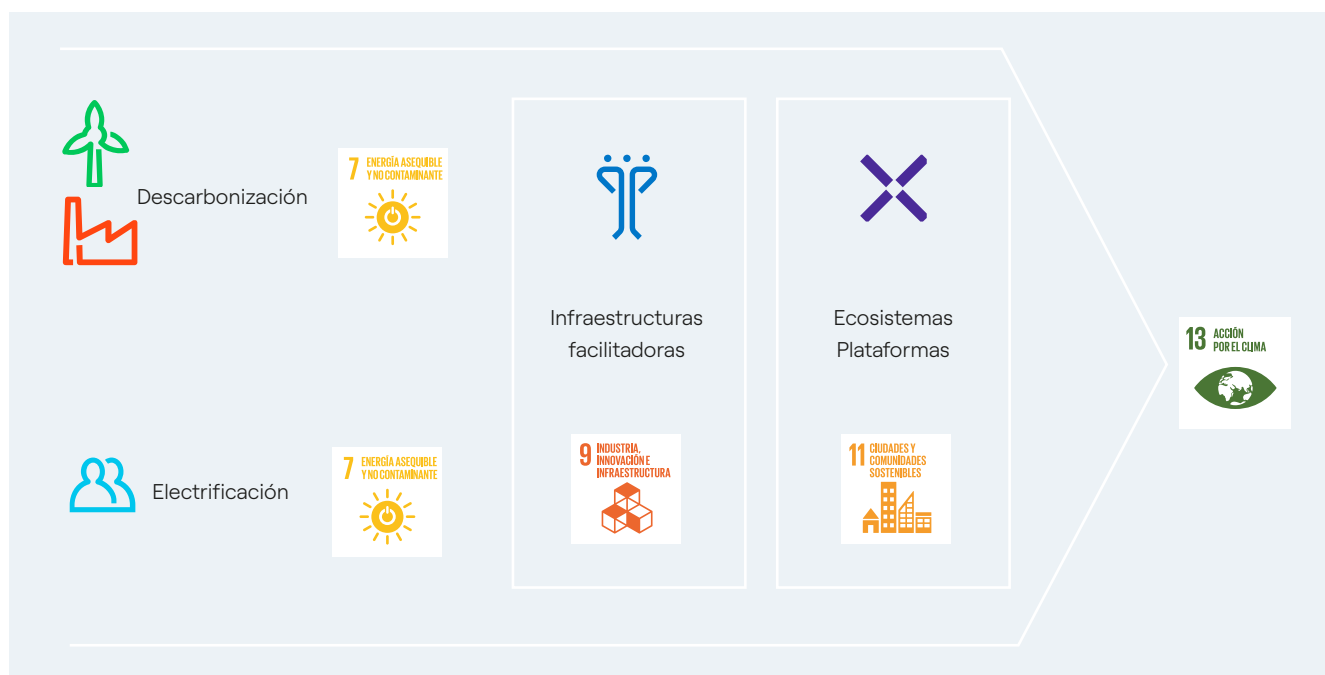 Descarbonización
7 ENERGÍA ASEQUIBLE
Y NO CONTAMINANTE
Electrificación
7 ENERGÍA ASEQUIBLE
Y NO CONTAMINANTE
Infraestructuras
facilitadoras
9 INDUSTRIA,
INNOVACIÓN E
INFRAESTRUCTURA
Ecosistemas
Plataformas
11 CIUDADES Y
COMUNIDADES
SOSTENIBLES
13 ACCIÓN
POR EL CLIMA